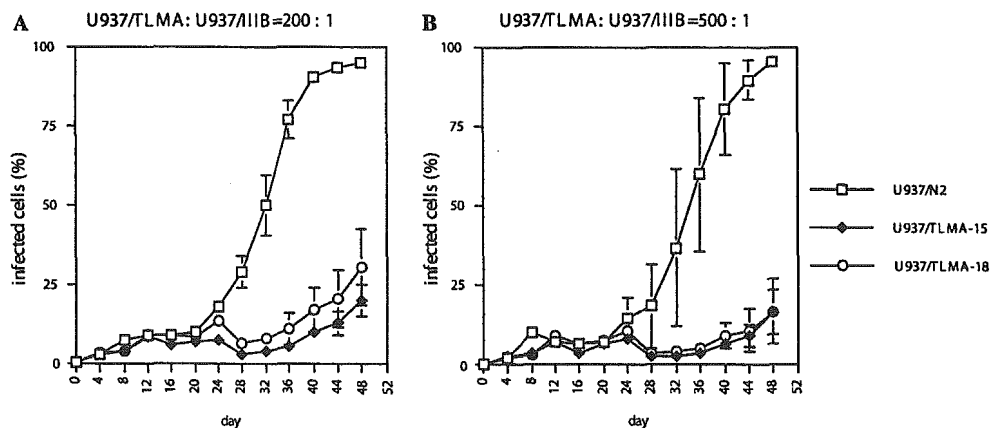 A
U937/TLMA: U937/IIIB=200 : 1
infected cells (%)
100
75
50
25
0
0 4 8 12 16 20 24 28 32 36 40 44 48 52
day
B
U937/TLMA: U937/IIIB=500 : 1
infected cells (%)
100
75
50
25
0
0 4 8 12 16 20 24 28 32 36 40 44 48 52
day
U937/N2
U937/TLMA-15
U937/TLMA-18